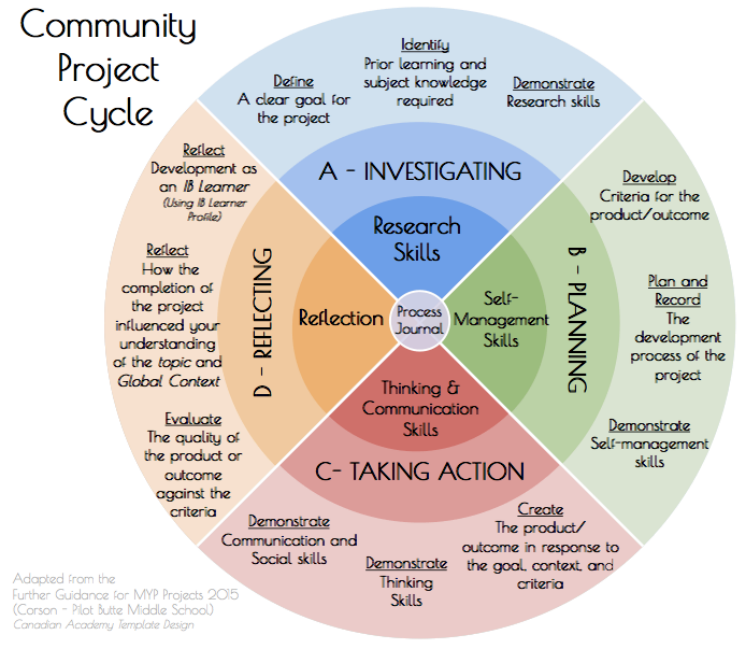 Community
Project
Cycle
Define
A clear goal for
the project
Identify
Prior learning and
subject knowledge
required
Demonstrate
Research skills
A - INVESTIGATING
Research
Skills
Develop
Criteria for the
product/outcome
Plan and
Record
The
development
process of the
project
Demonstrate
Self-management
skills
B - PLANNING
Self-
Management
Skills
Process
Journal
Create
The product/
outcome in response to
the goal, context, and
criteria
Demonstrate
Thinking
Skills
Demonstrate
Communication and
Social skills
C- TAKING ACTION
Thinking &
Communication
Skills
Evaluate
The quality of
the product or
outcome
against the
criteria
Reflect
How the
completion of
the project
influenced your
understanding
of the topic and
Global Context
Reflect
Development as
an IB Learner
(Using IB Learner
Profile)
D - REFLECTING
Reflection
Adapted from the
Further Guidance for MYP Projects 2015
(Corson - Pilot Butte Middle School)
Canadian Academy Template Design